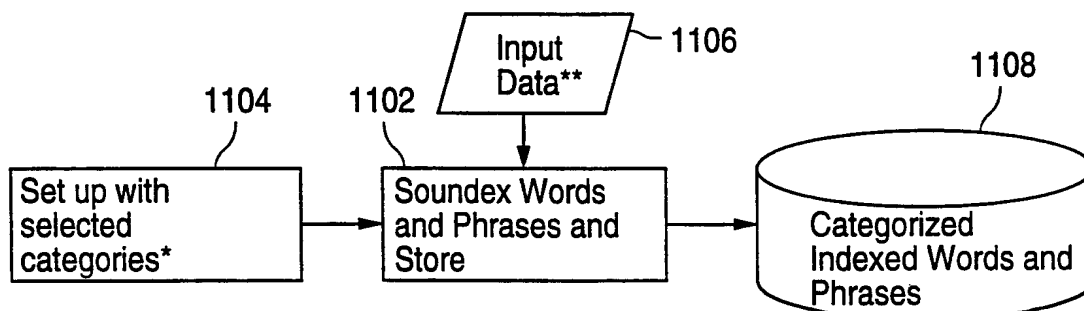 Input
Data**
1106
1108
1104
1102
Set up with
selected
categories*
Soundex Words
and Phrases and
Store
Categorized
Indexed Words and
Phrases